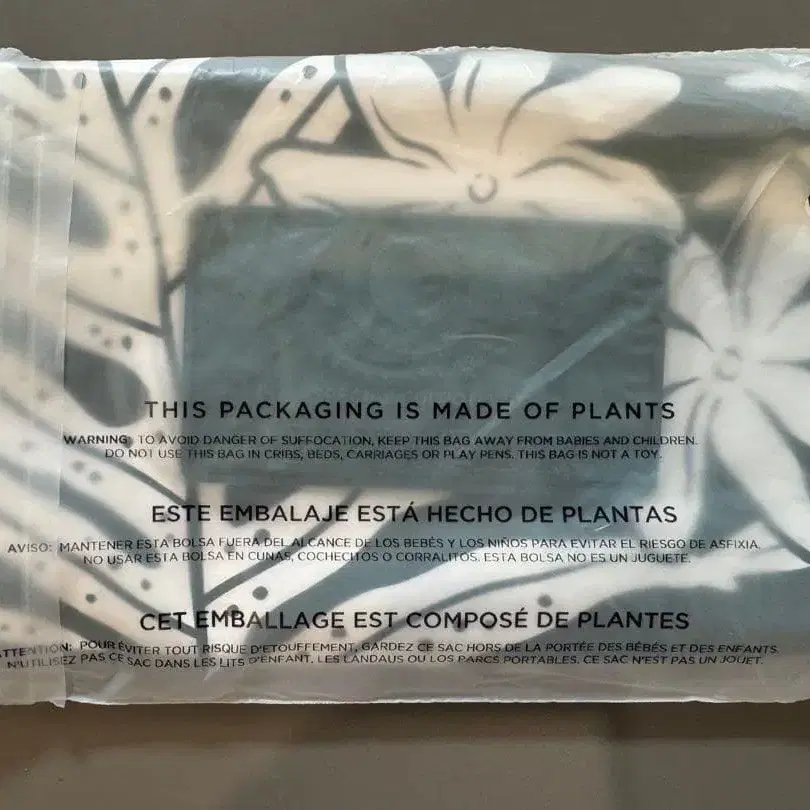 THIS PACKAGING IS MADE OF PLANTS
WARNING: TO AVOID DANGER OF SUFFOCATION, KEEP THIS BAG AWAY FROM BABIES AND CHILDREN.
DO NOT USE THIS BAG IN CRIBS, BEDS, CARRIAGES OR PLAY PENS. THIS BAG IS NOT A TOY.
ESTE EMBALAJE ESTÁ HECHO DE PLANTAS
AVISO: MANTENER ESTA BOLSA FUERA DEL ALCANCE DE LOS BEBÉS Y LOS NIÑOS PARA EVITAR EL RIESGO DE ASFIXIA.
NO USAR ESTA BOLSA EN CUNAS, COCHECITOS O CORRALITOS. ESTA BOLSA NO ES UN JUGUETE.
CET EMBALLAGE EST COMPOSÉ DE PLANTES
ATTENTION: POUR ÉVITER TOUT RISQUE D'ETOUFFEMENT, GARDEZ CE SAC HORS DE LA PORTÉE DES BÉBÉS ET DES ENFANTS.
N'UTILISEZ PAS CE SAC DANS LES LITS D'ENFANT, LES LANDAUS OU LOS PARCS PORTABLES. CE SAC N'EST PAS UN JOUET.